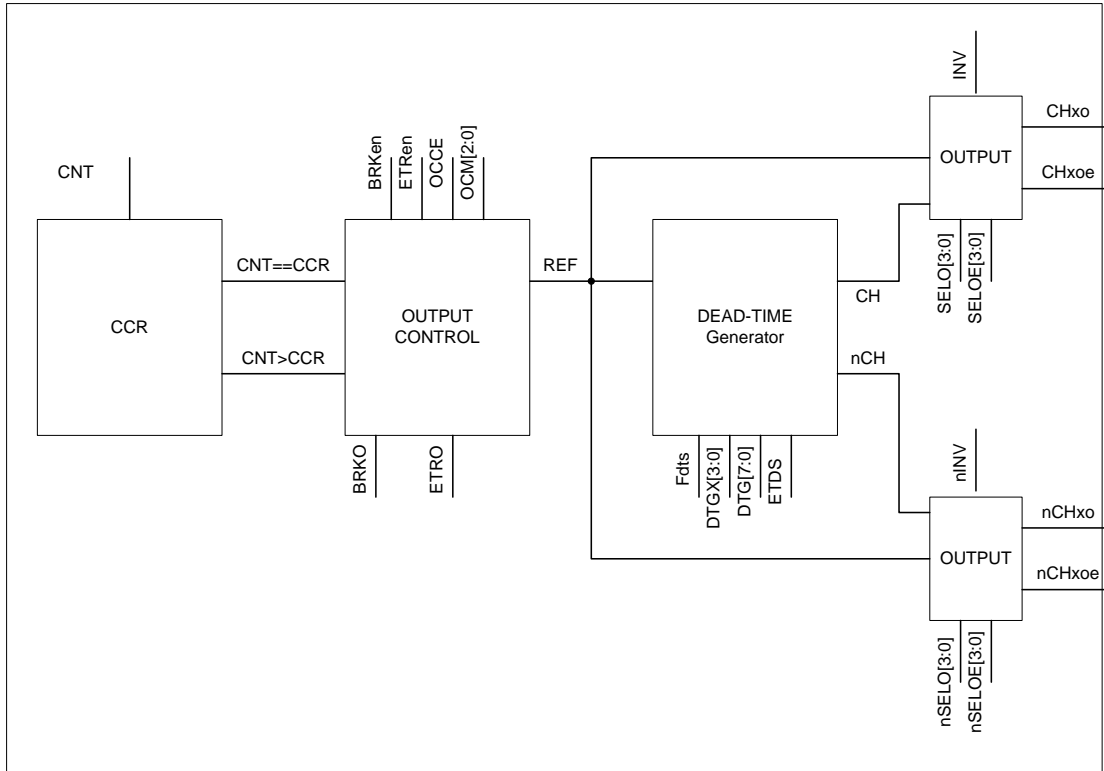 INV
CHxo
OUTPUT
CHxoe
SELO[3:0]
SELOE[3:0]
CNT
BRKen
ETRen
OCCE
OCM[2:0]
CCR
CNT==CCR
CNT>CCR
OUTPUT
CONTROL
BRKO
ETRO
REF
DEAD-TIME
Generator
CH
nCH
Fdts
DTGX[3:0]
DTG[7:0]
ETDS
nINV
nCHxo
OUTPUT
nCHxoe
nSELO[3:0]
nSELOE[3:0]